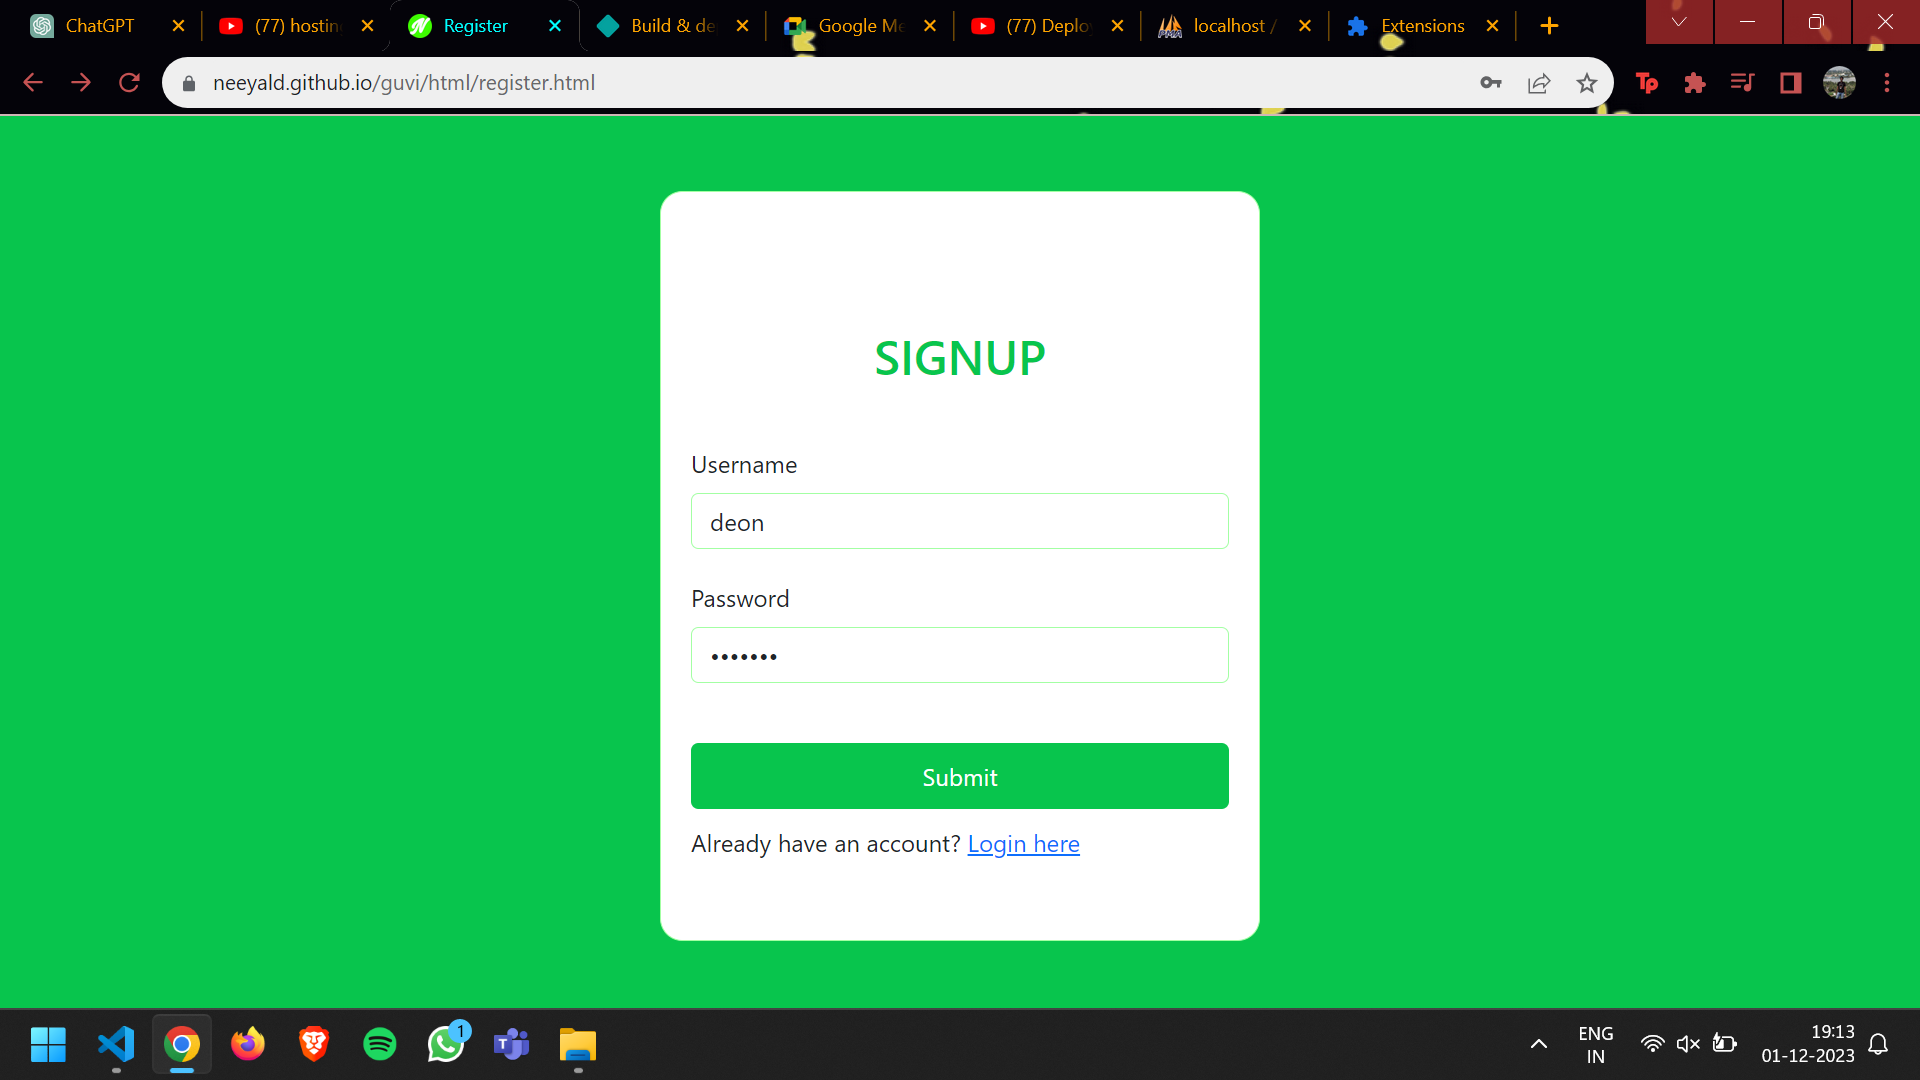 ChatGPT
(77) hosting
Register
Build & de
Google Me
(77) Deplo
localhost /
Extensions
neeyald.github.io/guvi/html/register.html
SIGNUP
Username
deon
Password
•••••••
Submit
Already have an account? Login here
1
ENG
IN
19:13
01-12-2023